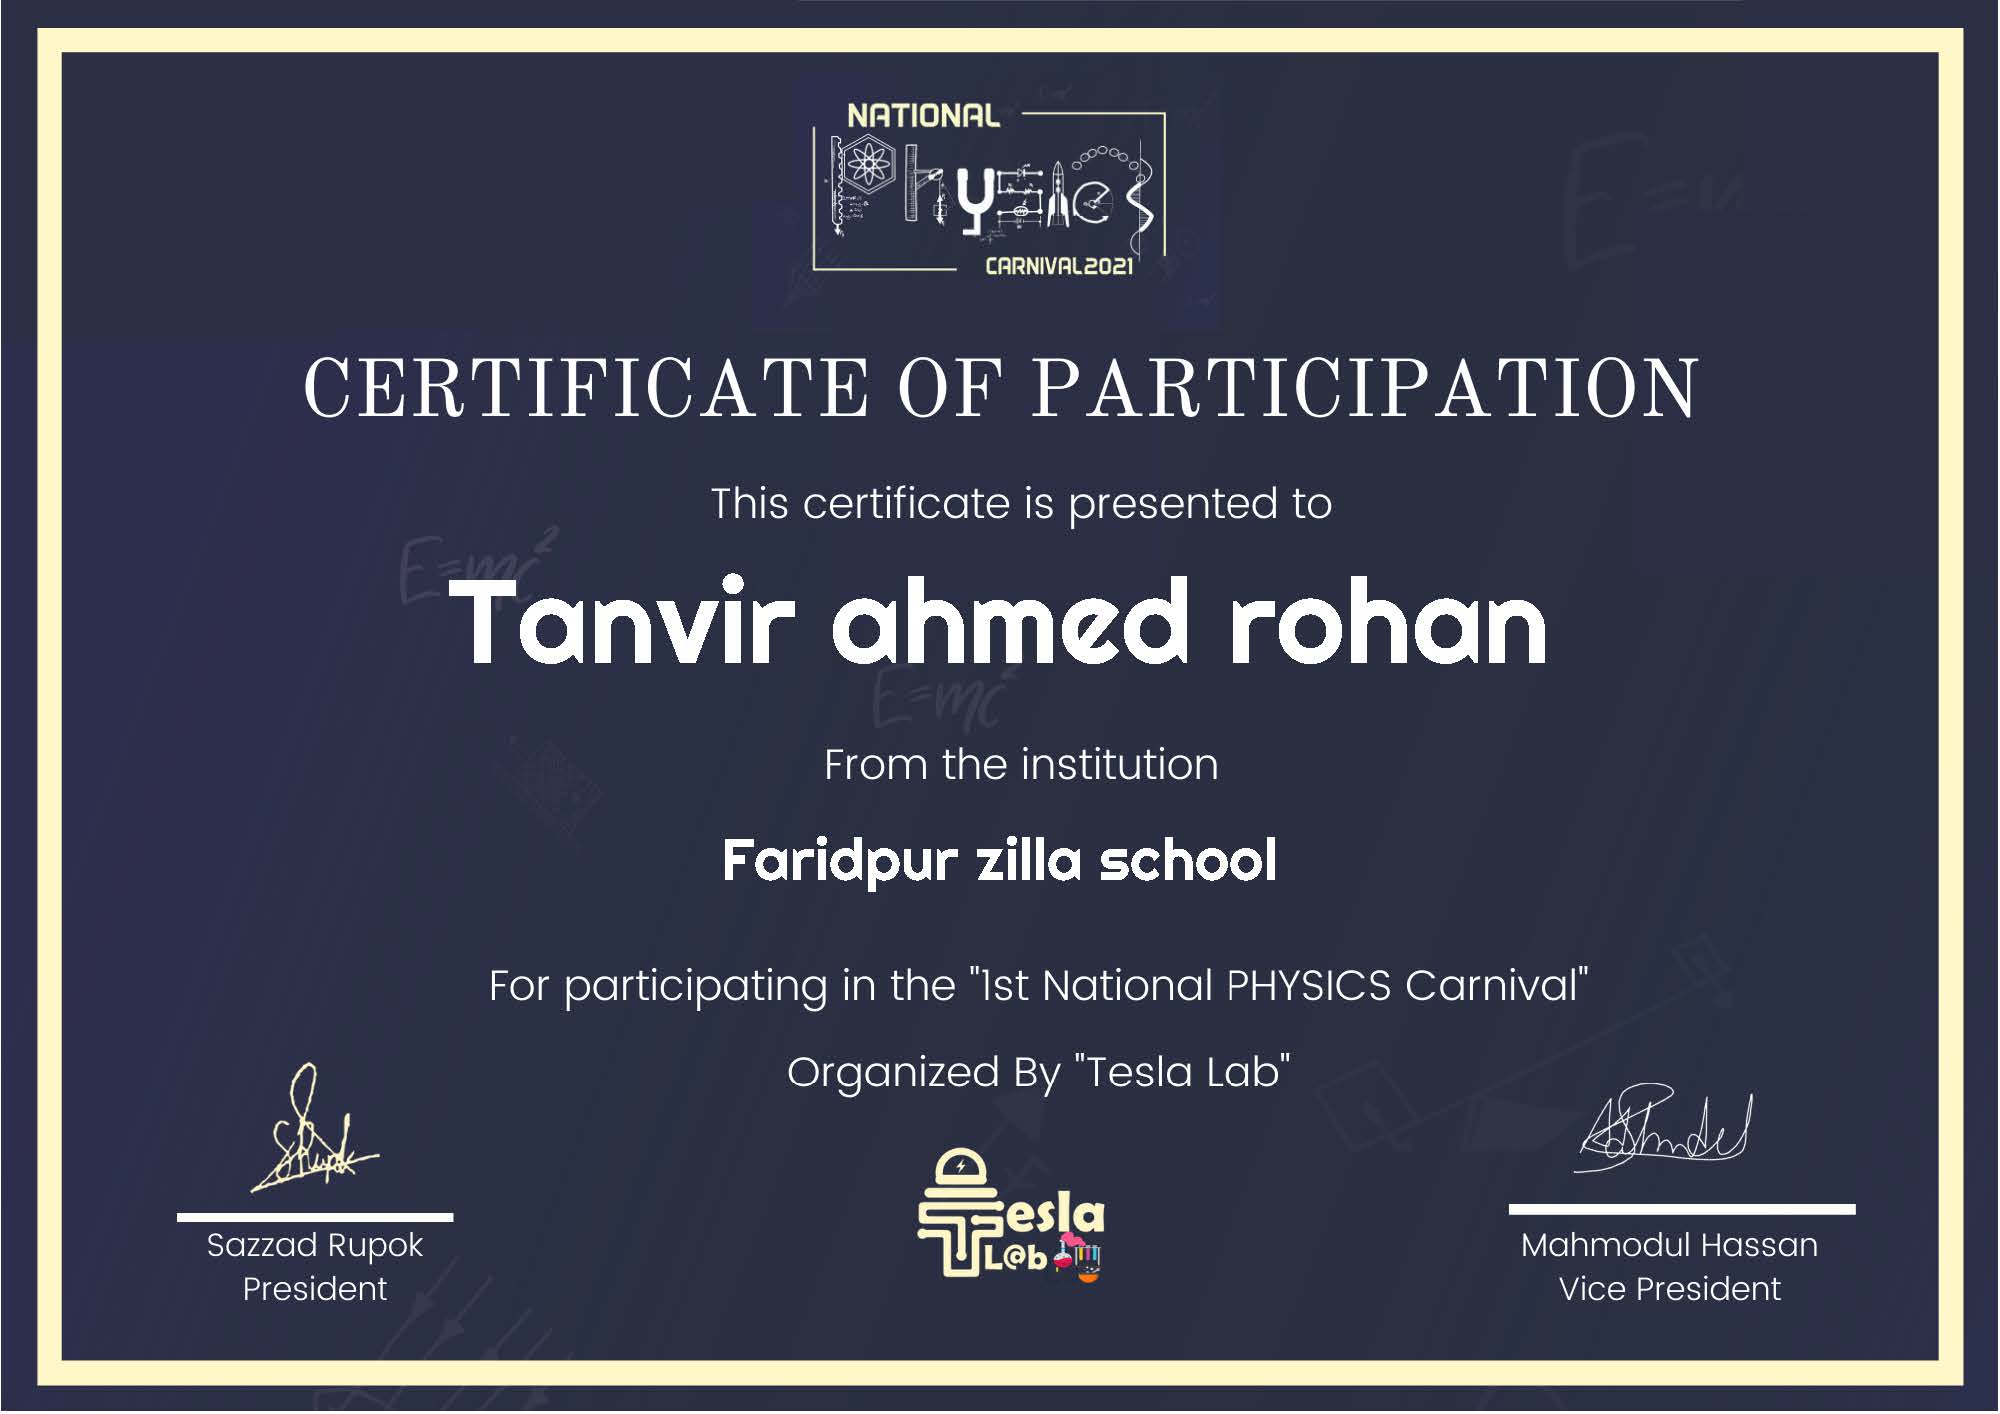 NATIONAL
Physics
CARNIVAL2021
CERTIFICATE OF PARTICIPATION
This certificate is presented to
E=mc²
Tanvir ahmed rohan
E=mc²
From the institution
Faridpur zilla school
For participating in the "1st National PHYSICS Carnival"
Organized By "Tesla Lab"
Tesla
L@b
Sazzad Rupok
President
Mahmodul Hassan
Vice President